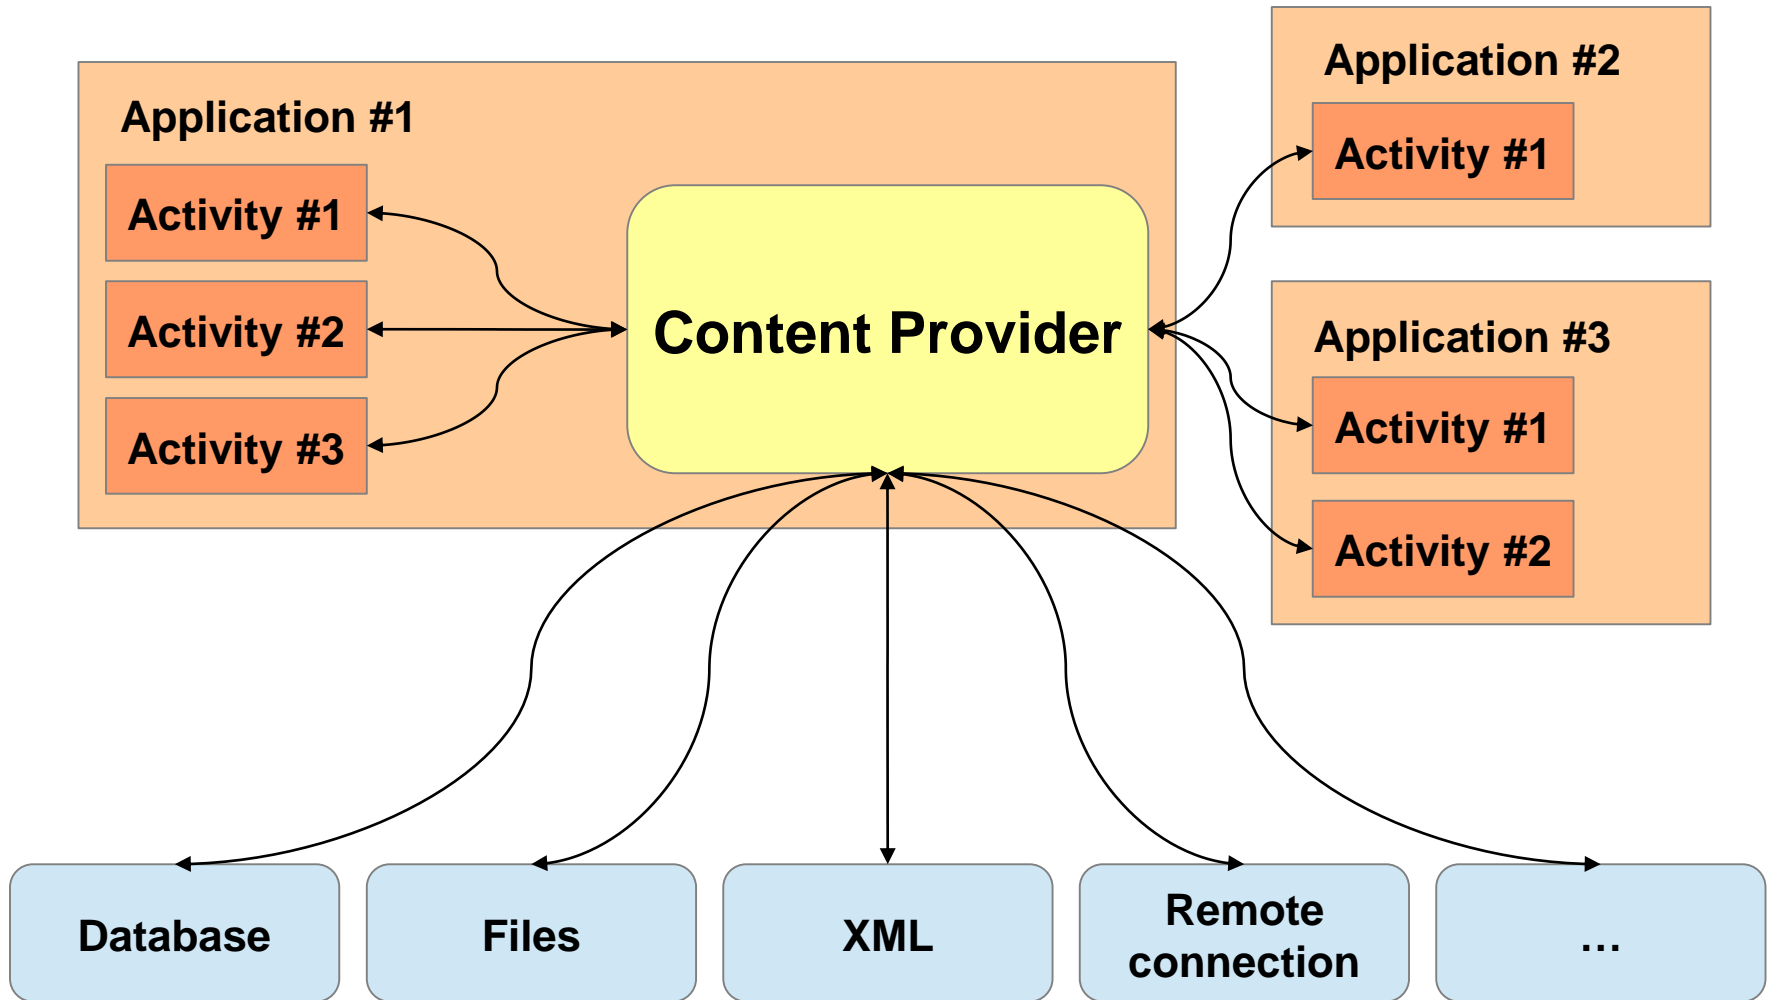 Application #1
Activity #1
Activity #2
Activity #3
Content Provider
Application #2
Activity #1
Application #3
Activity #1
Activity #2
Database
Files
XML
Remote
connection
...